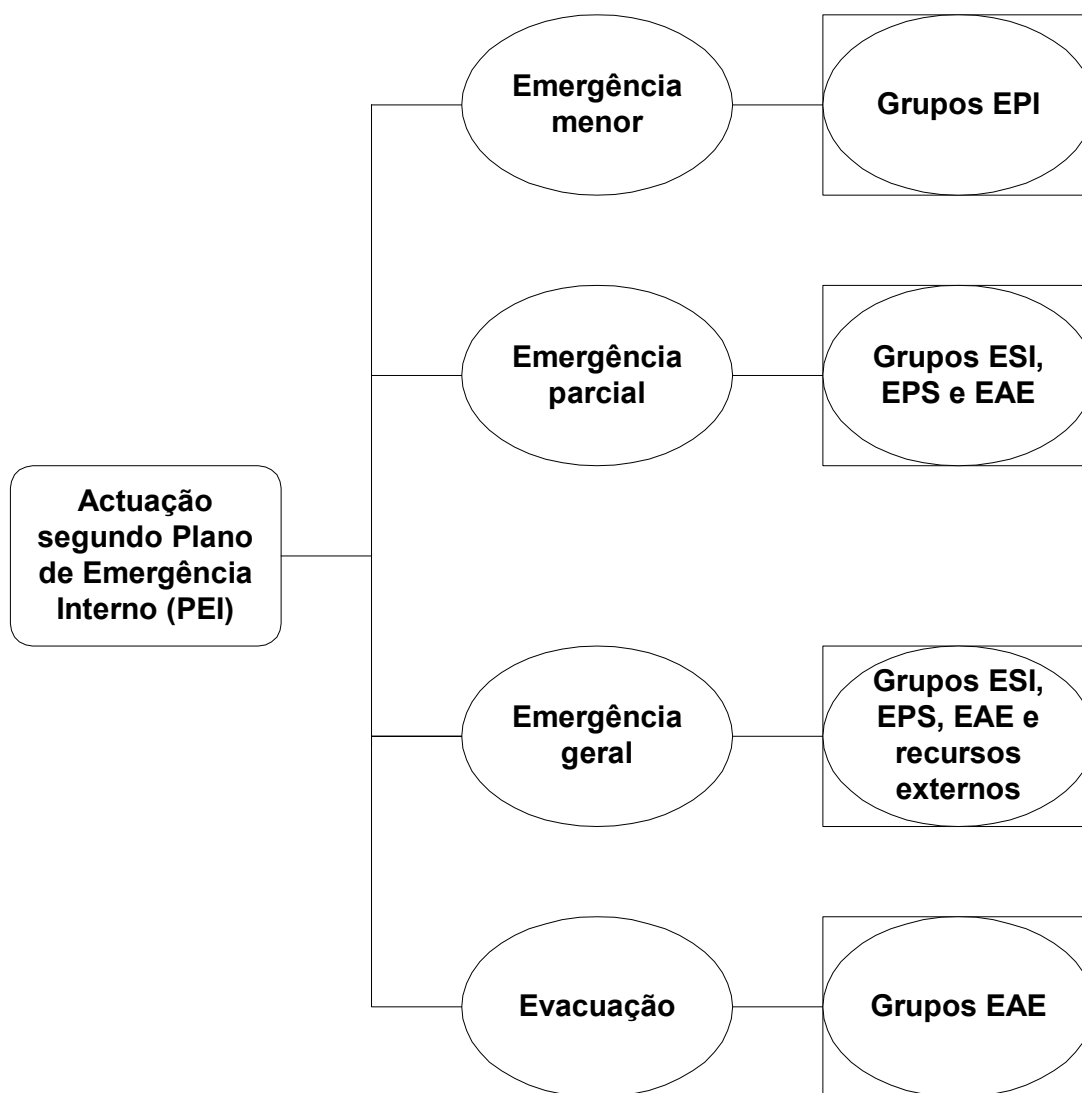 Emergência
menor
Grupos EPI
Emergência
parcial
Grupos ESI,
EPS e EAE
Actuação
segundo Plano
de Emergência
Interno (PEI)
Emergência
geral
Grupos ESI,
EPS, EAE e
recursos
externos
Evacuação
Grupos EAE